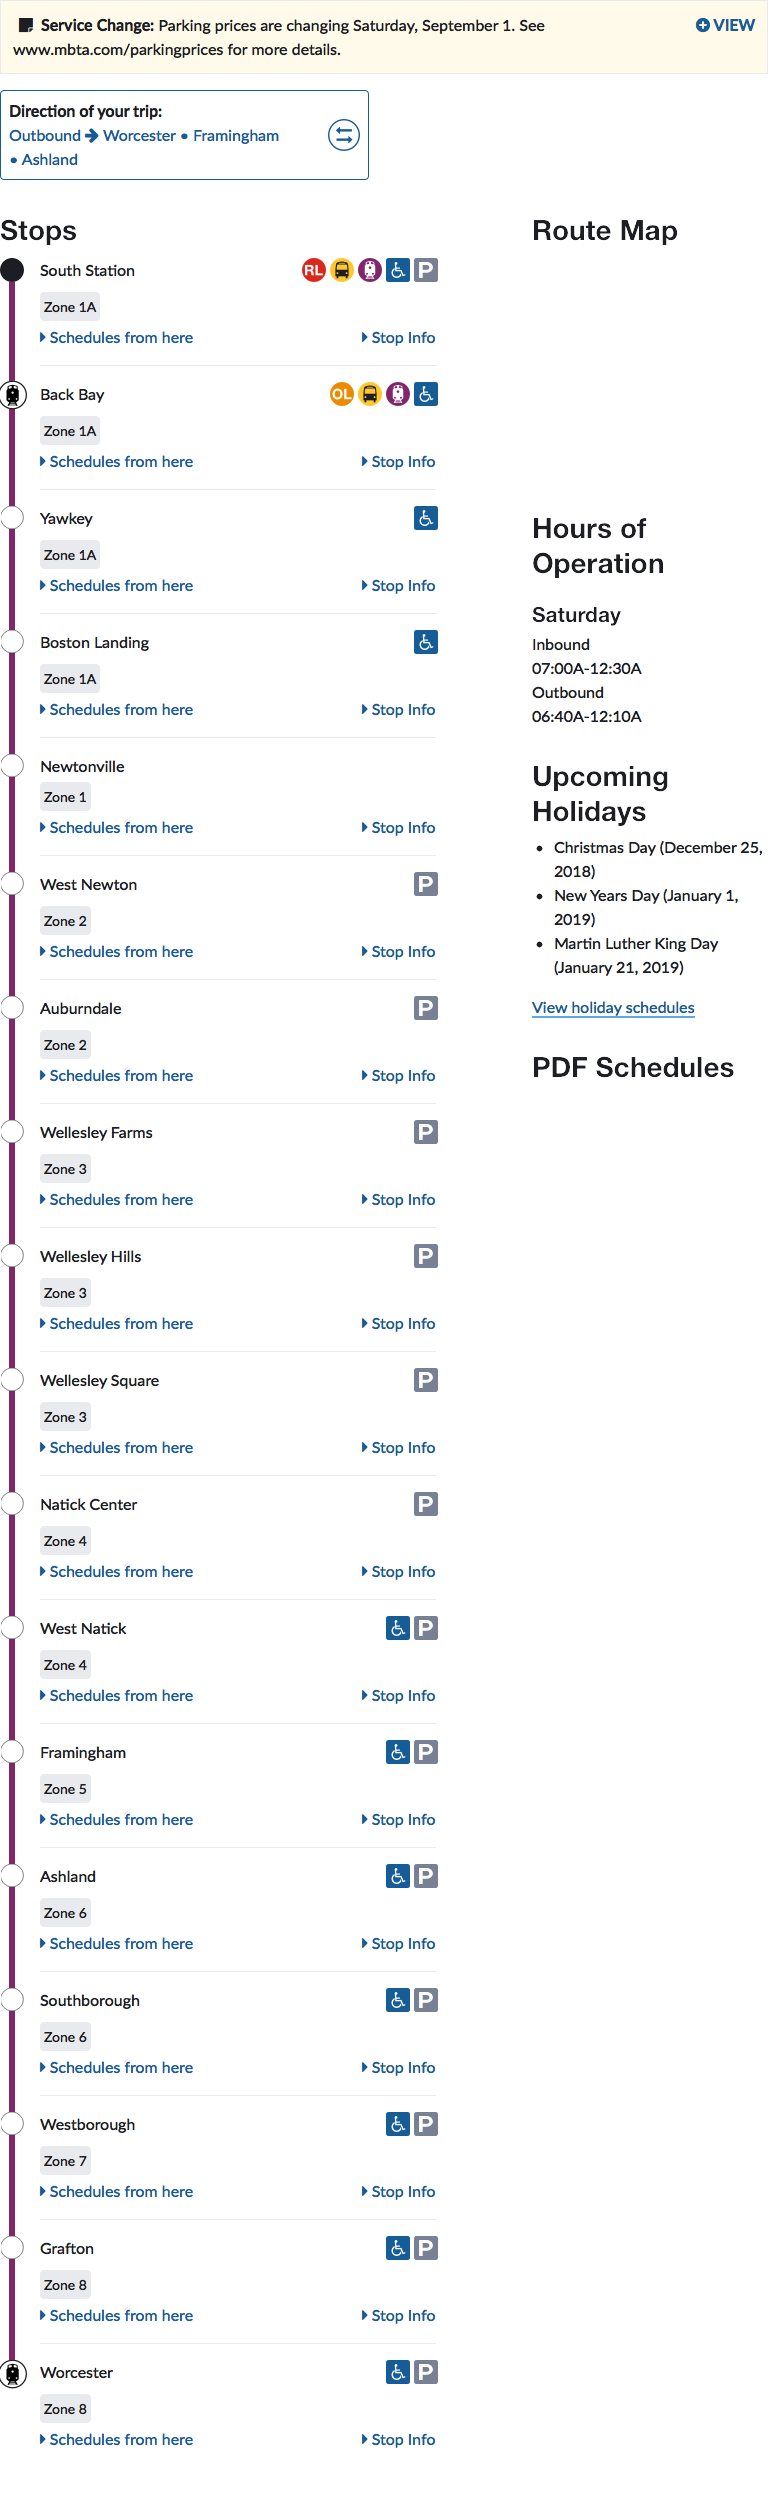 Service Change: Parking prices are changing Saturday, September 1. See
www.mbta.com/parkingprices for more details.
VIEW
Direction of your trip:
Outbound → Worcester • Framingham
• Ashland
Stops
South Station
RL
P
Zone 1A
Schedules from here
Stop Info
Back Bay
OL
Zone 1A
Schedules from here
Stop Info
Yawkey
Zone 1A
Schedules from here
Stop Info
Boston Landing
Zone 1A
Schedules from here
Stop Info
Newtonville
Zone 1
Schedules from here
Stop Info
West Newton
P
Zone 2
Schedules from here
Stop Info
Auburndale
P
Zone 2
Schedules from here
Stop Info
Wellesley Farms
P
Zone 3
Schedules from here
Stop Info
Wellesley Hills
P
Zone 3
Schedules from here
Stop Info
Wellesley Square
P
Zone 3
Schedules from here
Stop Info
Natick Center
P
Zone 4
Schedules from here
Stop Info
West Natick
P
Zone 4
Schedules from here
Stop Info
Framingham
P
Zone 5
Schedules from here
Stop Info
Ashland
P
Zone 6
Schedules from here
Stop Info
Southborough
P
Zone 6
Schedules from here
Stop Info
Westborough
P
Zone 7
Schedules from here
Stop Info
Grafton
P
Zone 8
Schedules from here
Stop Info
Worcester
P
Zone 8
Schedules from here
Stop Info
Route Map
Hours of
Operation
Saturday
Inbound
07:00A-12:30A
Outbound
06:40A-12:10A
Upcoming
Holidays
• Christmas Day (December 25,
2018)
• New Years Day (January 1,
2019)
• Martin Luther King Day
(January 21, 2019)
View holiday schedules
PDF Schedules